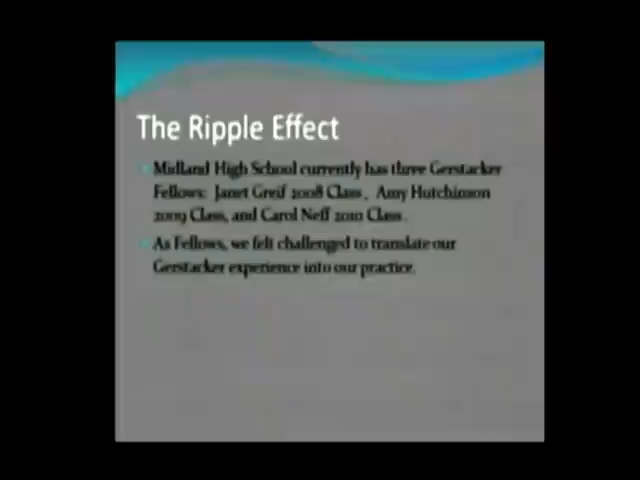 The Ripple Effect
Midland High School currently has three Gerstacker
Fellows: Janet Greif 2008 Class , Amy Hutchinson
2009 Class, and Carol Neff 2010 Class .
As Fellows, we felt challenged to translate our
Gerstacker experience into our practice.